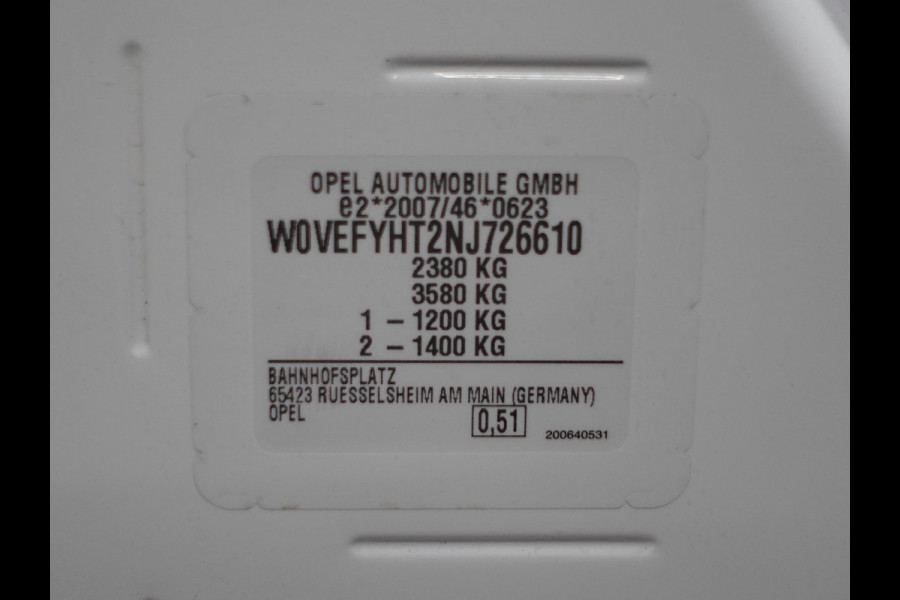 OPEL AUTOMOBILE GMBH
e2*2007/46*0623
W0VEFYHT2NJ726610
2380 KG
3580 KG
1 – 1200 KG
2 – 1400 KG
BAHNHOFSPLATZ
65423 RUESSELSHEIM AM MAIN (GERMANY)
OPEL
0,51
200640531